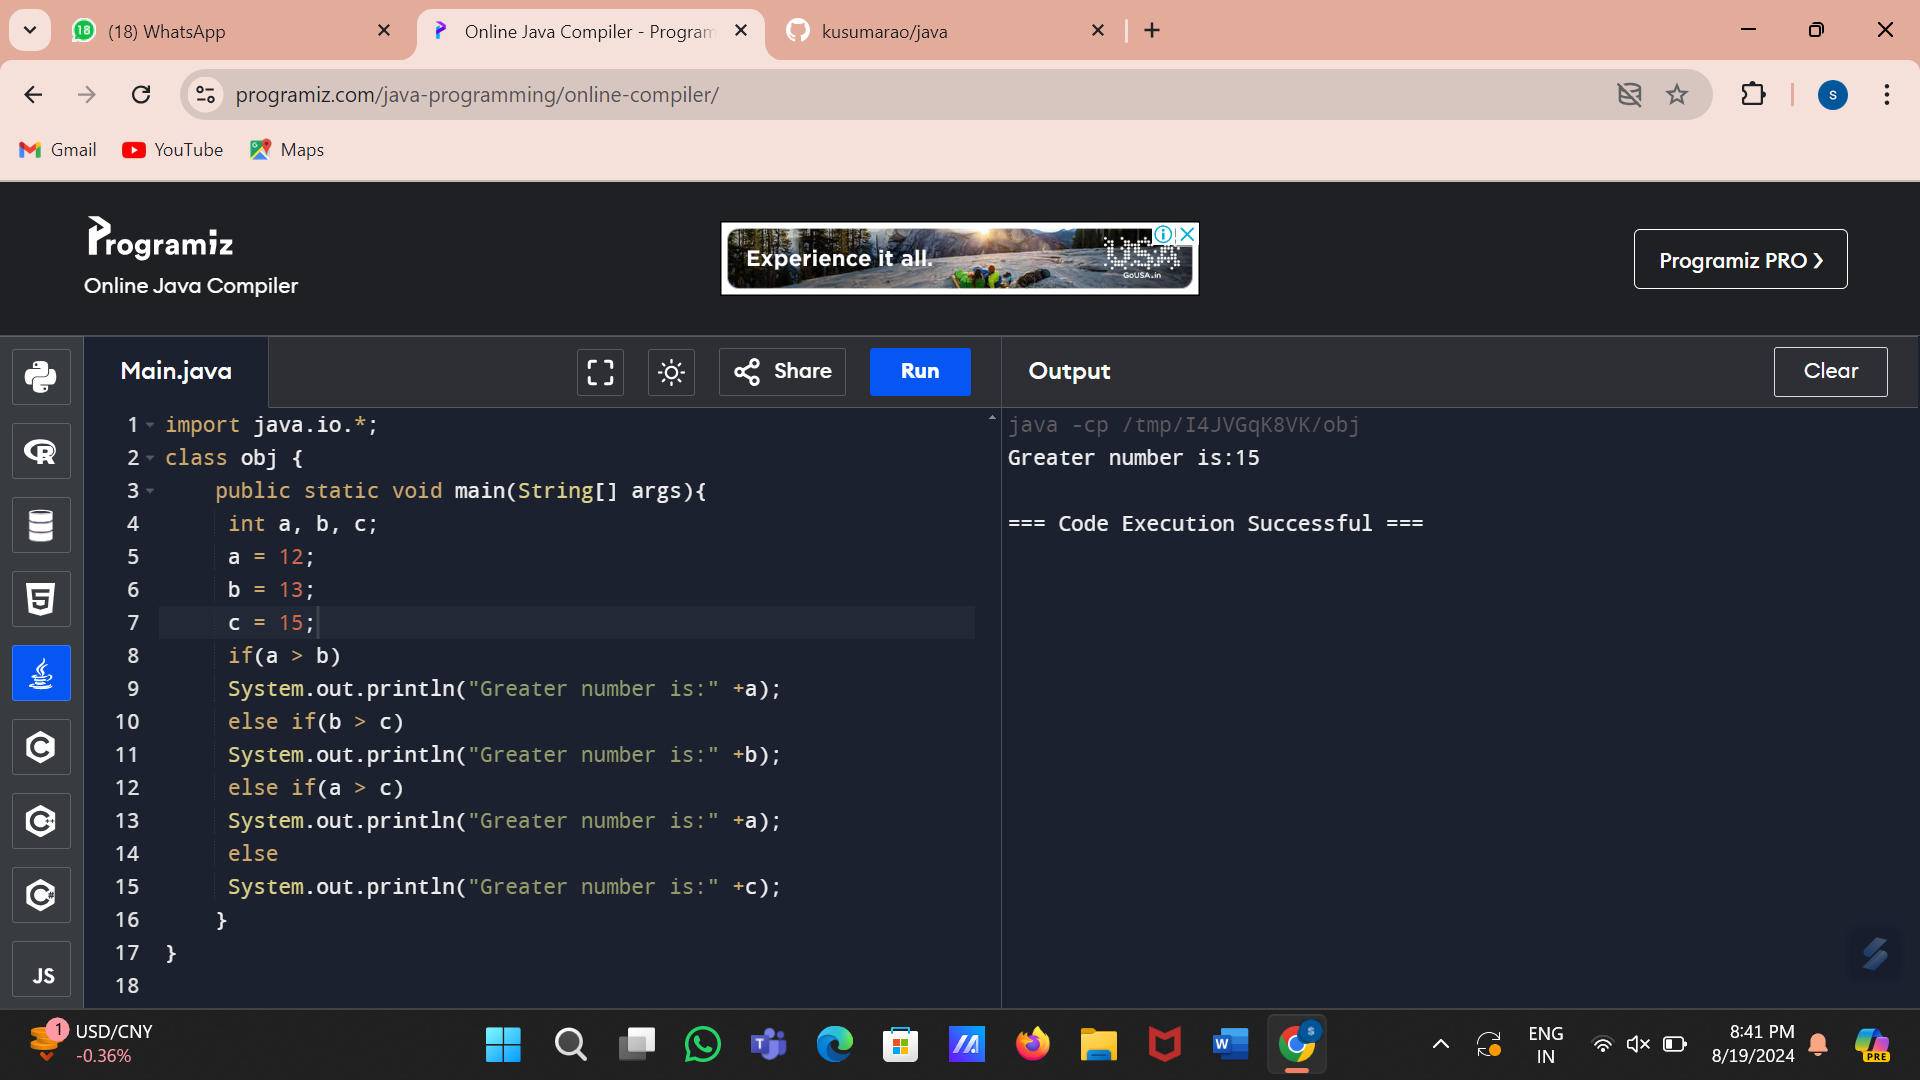 18 (18) WhatsApp
Online Java Compiler - Program
kusumarao/java
programiz.com/java-programming/online-compiler/
s
Gmail YouTube Maps
Programiz
Online Java Compiler
Experience it all.
USA
GoUSA.in
Programiz PRO ›
Main.java
Share
Run
Output
Clear
1 import java.io.*;
2 class obj {
3 public static void main(String[] args){
4 int a, b, c;
5 a = 12;
6 b = 13;
7 c = 15;
8 if(a > b)
9 System.out.println("Greater number is:" +a);
10 else if(b > c)
11 System.out.println("Greater number is:" +b);
12 else if(a > c)
13 System.out.println("Greater number is:" +a);
14 else
15 System.out.println("Greater number is:" +c);
16 }
17 }
18
java -cp /tmp/I4JVGqK8VK/obj
Greater number is:15
=== Code Execution Successful ===
R
5
C
C
C
JS
1
USD/CNY
-0.36%
T
W
S
ENG
IN
8:41 PM
8/19/2024
PRE